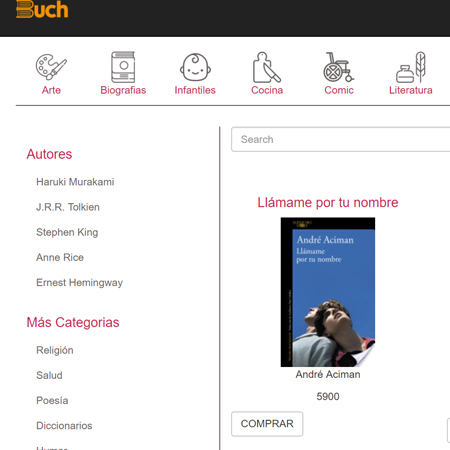 Buch
Arte
Biografias
Infantiles
Cocina
Comic
Literatura
Autores
Haruki Murakami
J.R.R. Tolkien
Stephen King
Anne Rice
Ernest Hemingway
Más Categorias
Religión
Salud
Poesía
Diccionarios
Humor
Search
Llámame por tu nombre
André Aciman
Llámame
por tu nombre
André Aciman
5900
COMPRAR